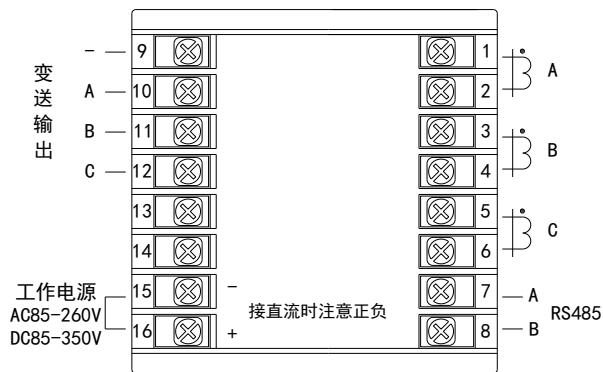 - 9 1
A 10 2 A
B 11 3
C 12 4 B
13 5
14 6 C
15 - 7 A
16 + 8 B
变送输出
工作电源
AC85-260V
DC85-350V
接直流时注意正负
RS485